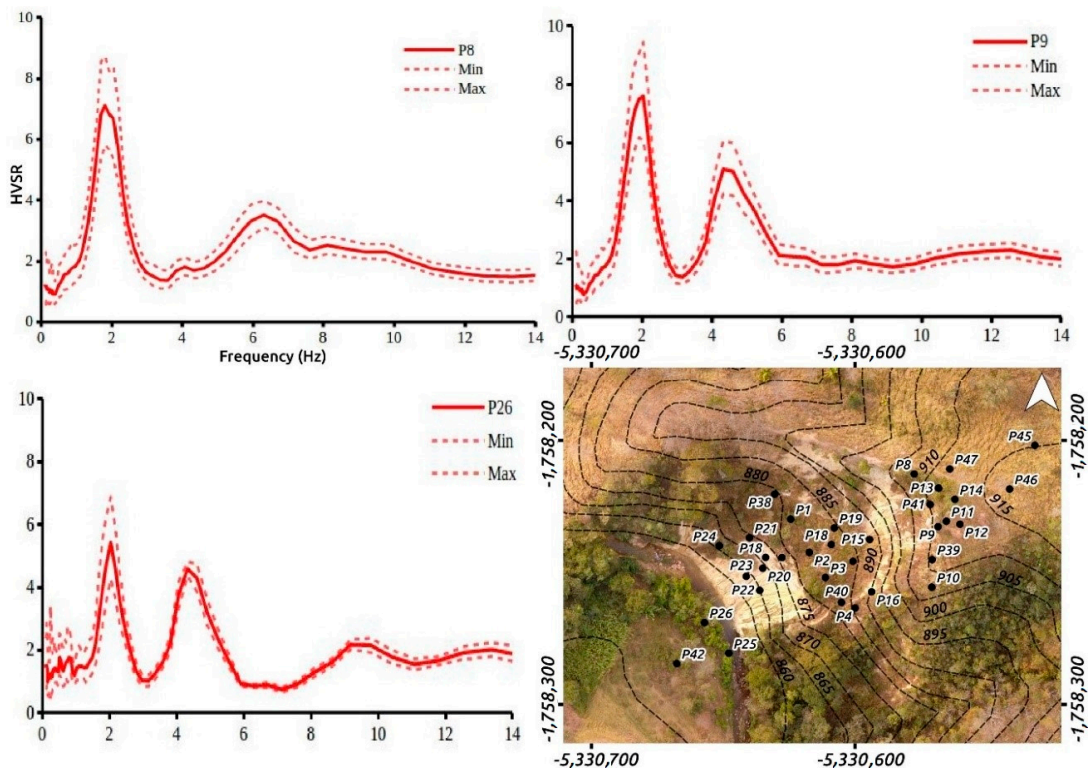 10
8
6
4
2
0
HVSR
P8
Min
Max
0 2 4 6 8 10 12 14
Frequency (Hz)
10
8
6
4
2
0
P9
Min
Max
0 2 4 6 8 10 12 14
10
8
6
4
2
0
P26
Min
Max
0 2 4 6 8 10 12 14
-5,330,700 -5,330,600
-1,758,200
-1,758,300
-1,758,200
-1,758,300
P45
P8 910 P47
880 P13 P14 P46
885 P41 915
P38 P1 P11
P21 P19 P9 P12
P24 P18 P15 890
P18 P2 P39
P23 P20 P3 905
P22 P40 P10
875 P16 900
P26 P4
870 895
P25
P42 860 865
-5,330,700 -5,330,600